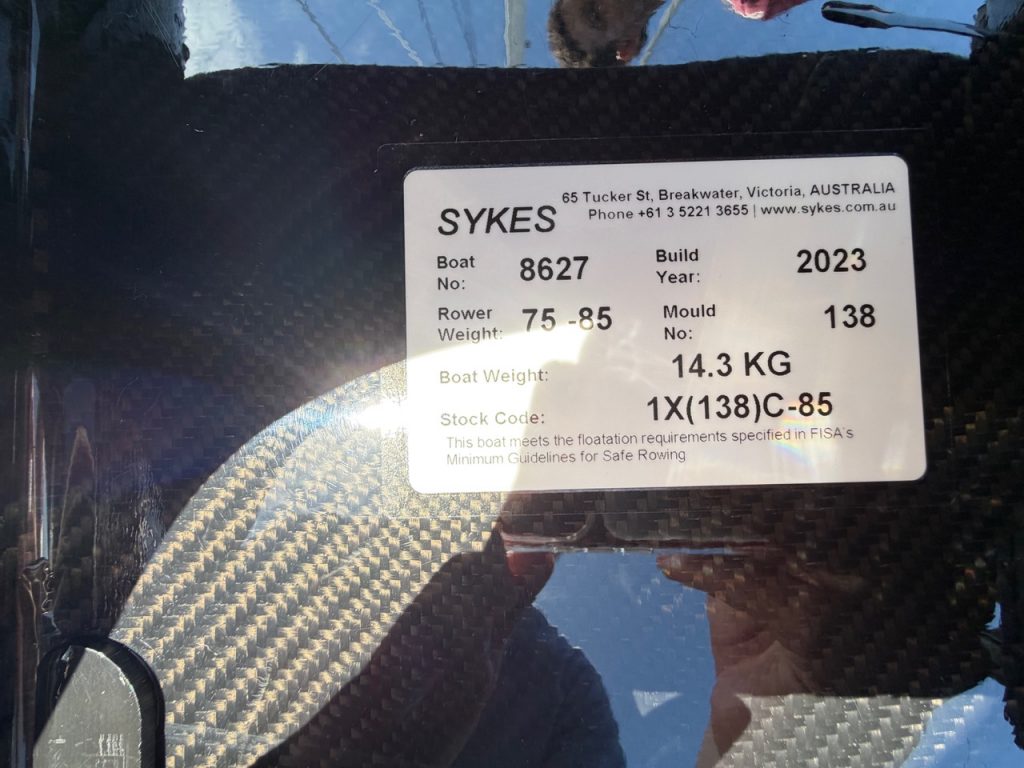 65 Tucker St, Breakwater, Victoria, AUSTRALIA
SYKES Phone +61 3 5221 3655 | www.sykes.com.au
Boat No: 8627 Build Year: 2023
Rower Weight: 75 -85 Mould No: 138
Boat Weight: 14.3 KG
Stock Code: 1X(138)C-85
This boat meets the floatation requirements specified in FISA`s
Minimum Guidelines for Safe Rowing